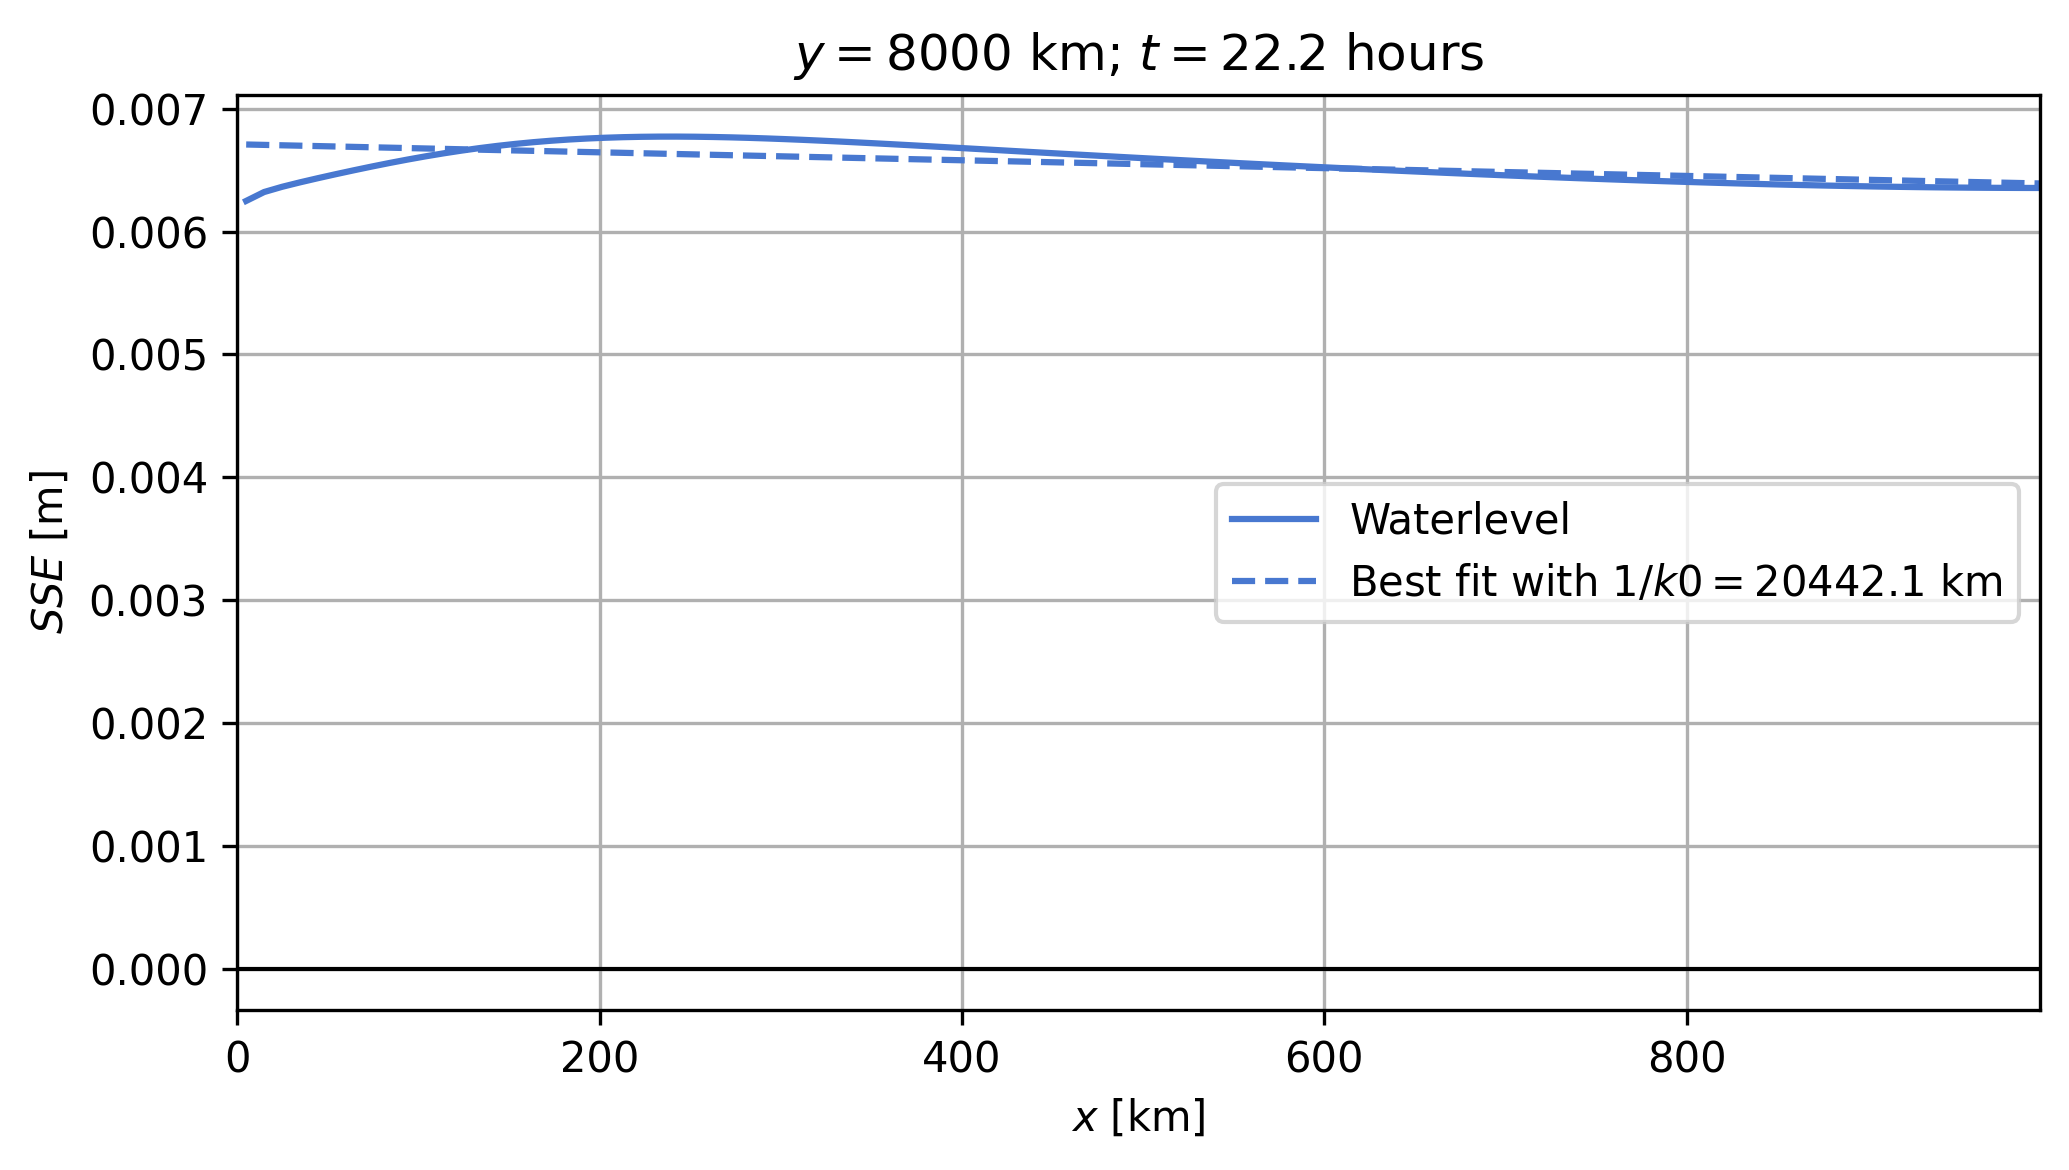 y = 8000 km; t = 22.2 hours
0.007
0.006
0.005
0.004
0.003
0.002
0.001
0.000
SSE [m]
Waterlevel
Best fit with 1/k0 = 20442.1 km
0 200 400 600 800
x [km]